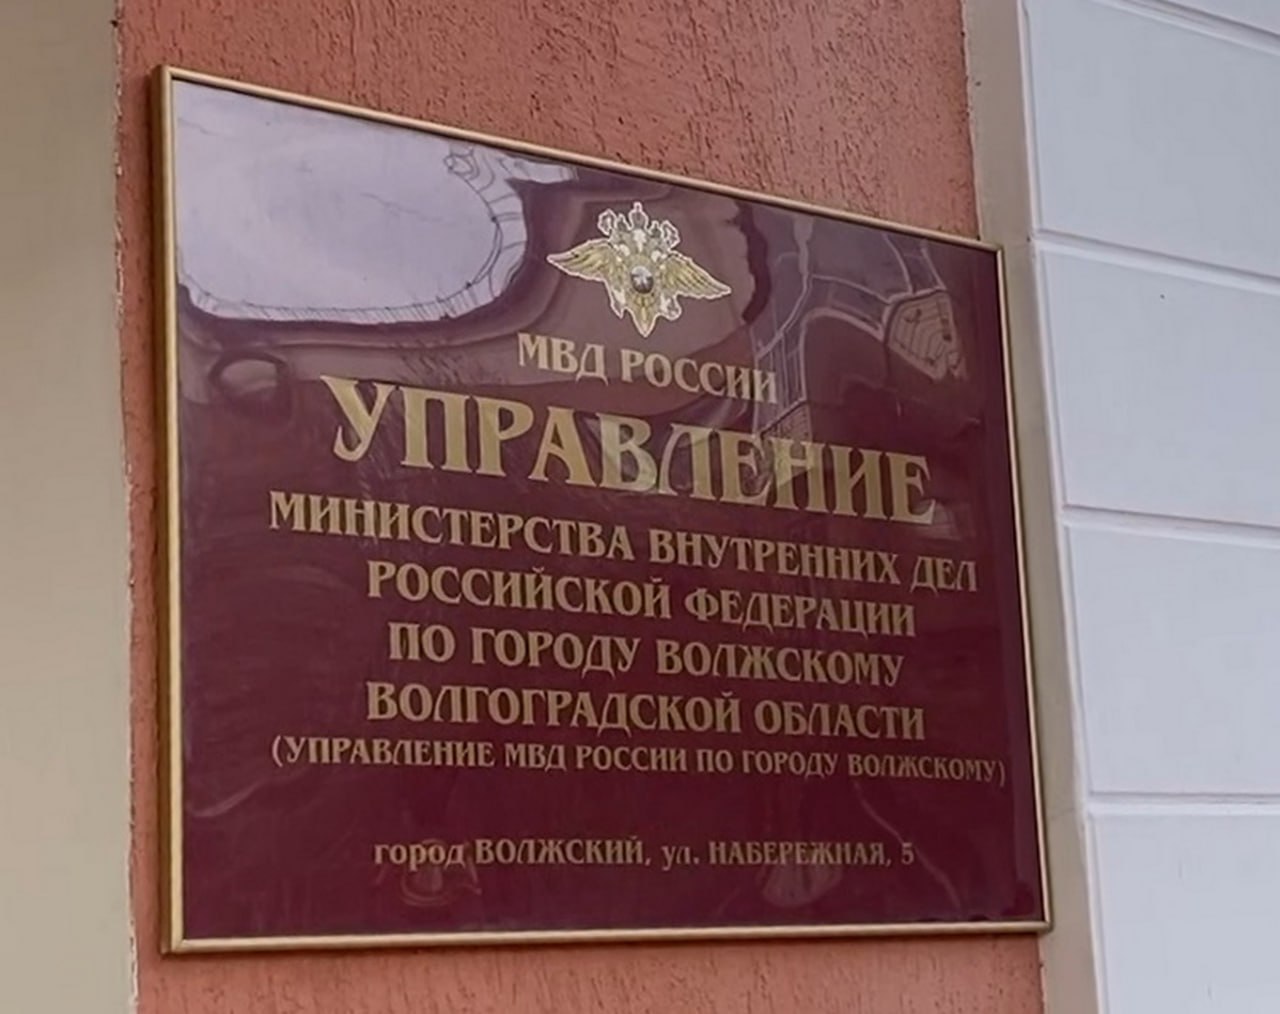 МВД РОССИИ
УПРАВЛЕНИЕ
МИНИСТЕРСТВА ВНУТРЕННИХ ДЕЛ
РОССИЙСКОЙ ФЕДЕРАЦИИ
ПО ГОРОДУ ВОЛЖСКОМУ
ВОЛГОГРАДСКОЙ ОБЛАСТИ
(УПРАВЛЕНИЕ МВД РОССИИ ПО ГОРОДУ ВОЛЖСКОМУ)
город ВОЛЖСКИЙ, ул. НАБЕРЕЖНАЯ, 5